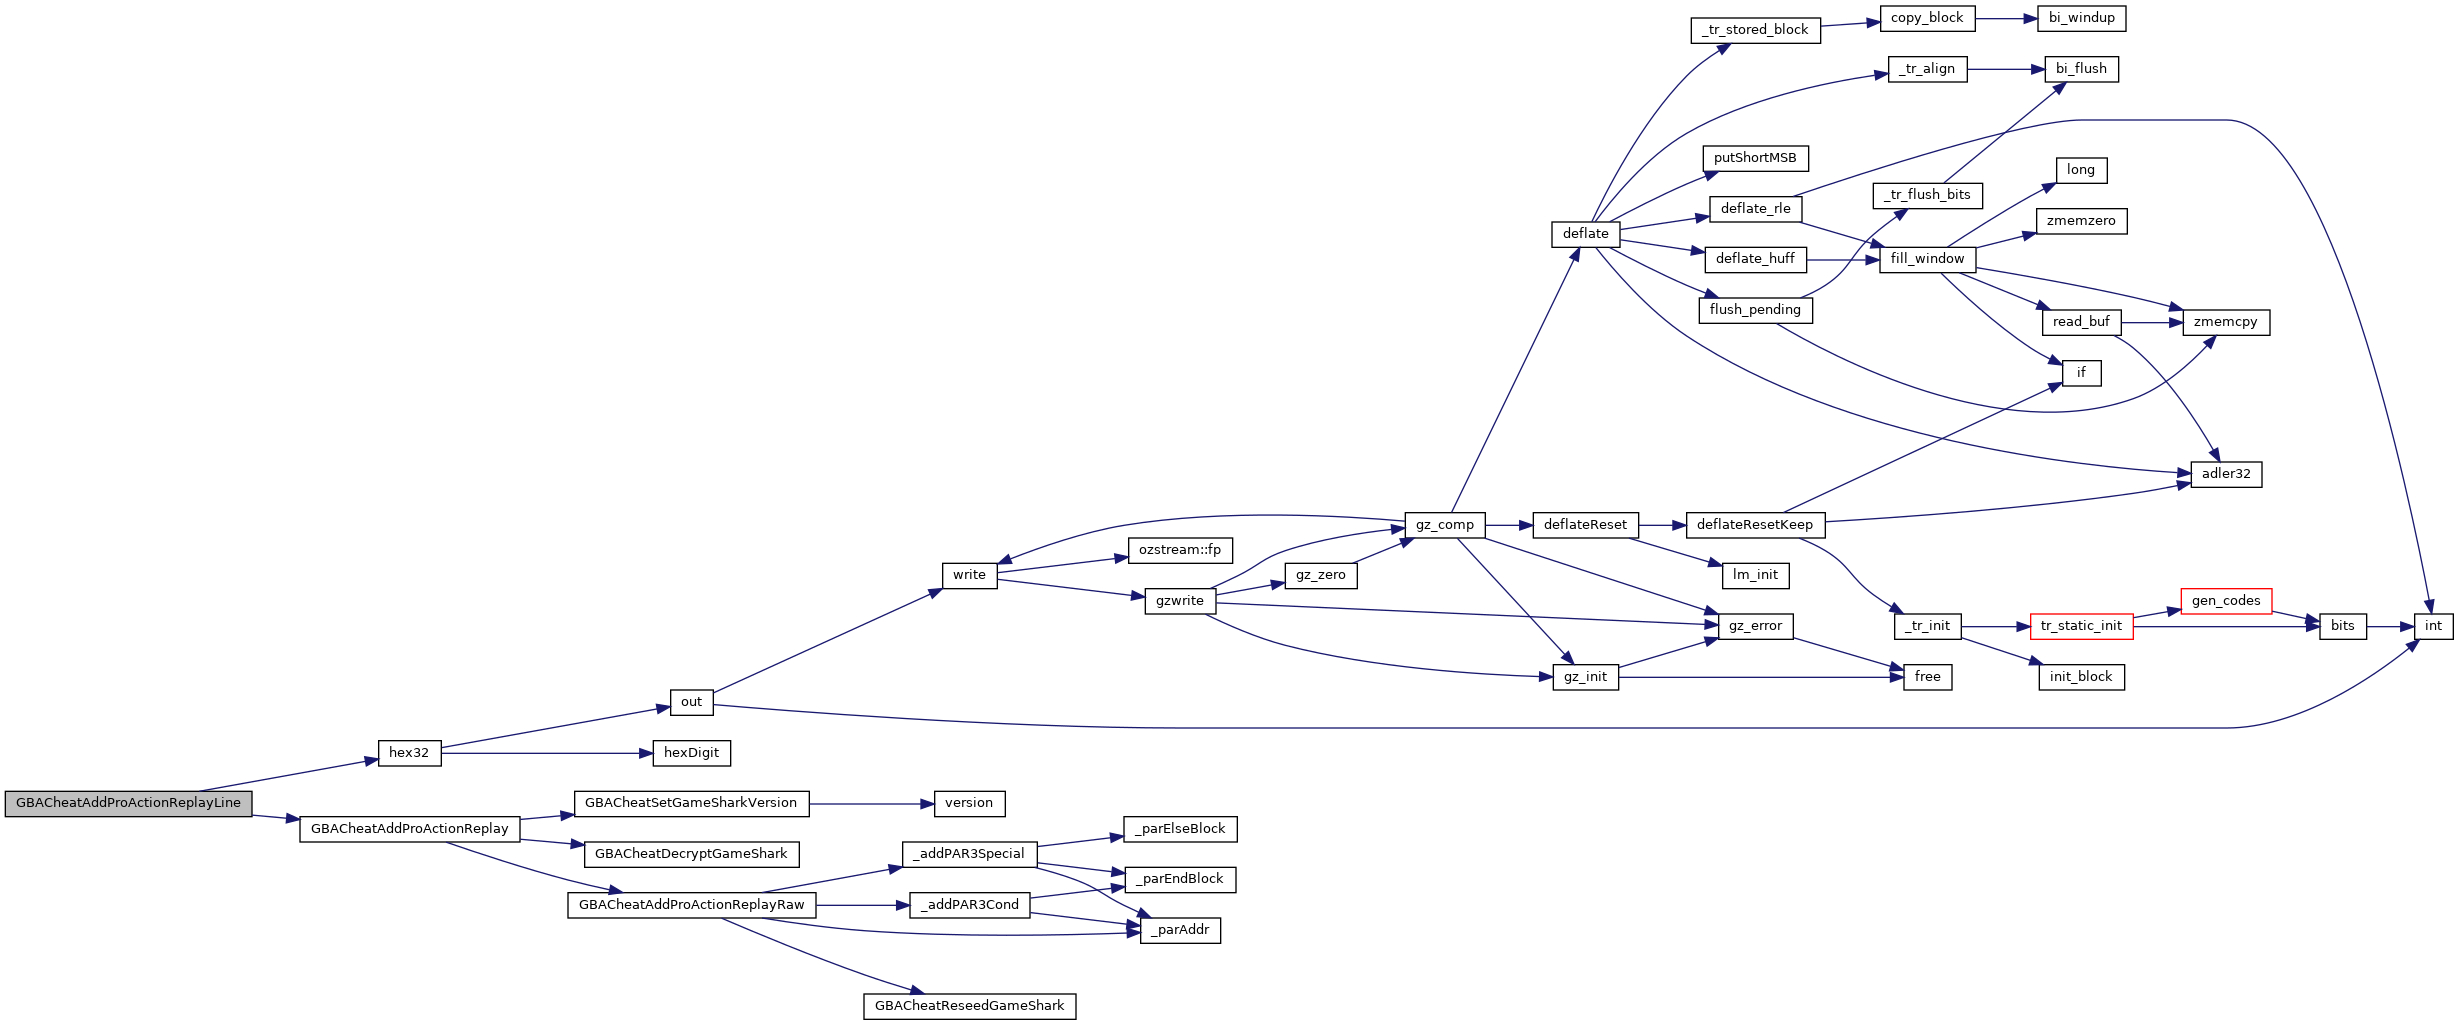 copy_block
bi_windup
_tr_stored_block
_tr_align
bi_flush
putShortMSB
long
_tr_flush_bits
deflate_rle
zmemzero
deflate
deflate_huff
fill_window
flush_pending
read_buf
zmemcpy
if
adler32
gz_comp
deflateReset
deflateResetKeep
ozstream::fp
write
gz_zero
lm_init
gzwrite
gen_codes
gz_error
_tr_init
tr_static_init
bits
int
gz_init
free
init_block
out
hex32
hexDigit
GBACheatAddProActionReplayLine
GBACheatSetGameSharkVersion
version
GBACheatAddProActionReplay
_parElseBlock
GBACheatDecryptGameShark
_addPAR3Special
_parEndBlock
GBACheatAddProActionReplayRaw
_addPAR3Cond
_parAddr
GBACheatReseedGameShark